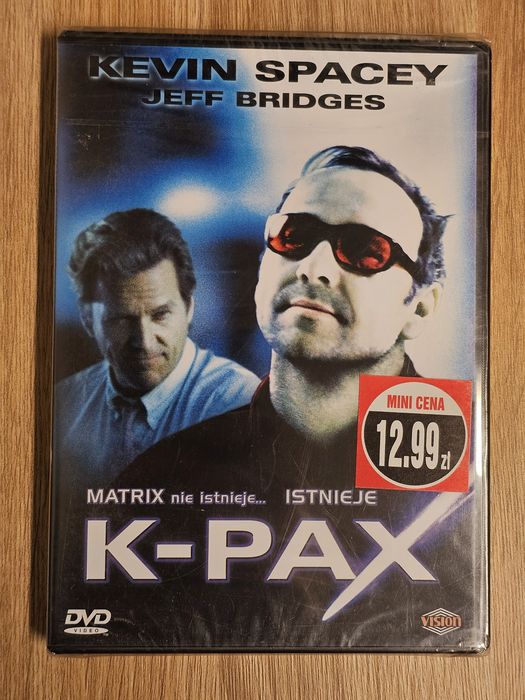 KEVIN SPACEY
JEFF BRIDGES
MINI CENA
12.99 zł
MATRIX nie istnieje... ISTNIEJE
K-PAX
DVD
VIDEO
VISION